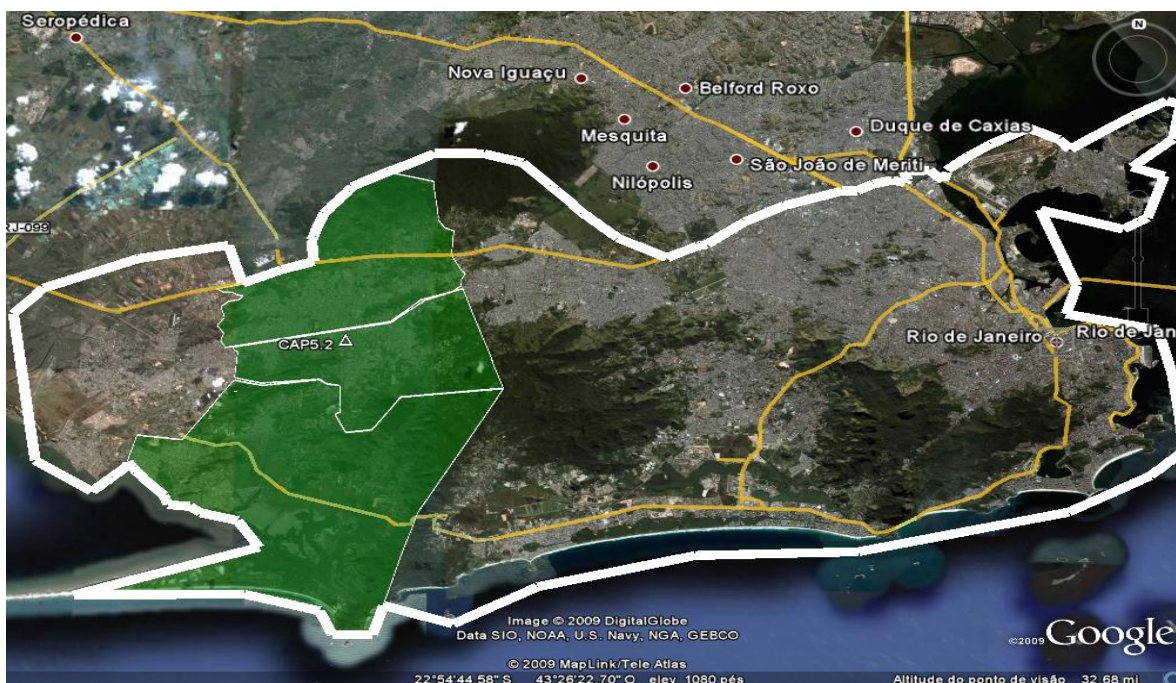 Seropédica
N
Nova Iguaçu
Belford Roxo
Mesquita
Duque de Caxias
São João de Meriti
Nilópolis
RJ-099
CAP5.2
Rio de Janeiro
Rio de Jan
Image © 2009 DigitalGlobe
Data SIO, NOAA, U.S. Navy, NGA, GEBCO
©2009 Google
© 2009 MapLink/Tele Atlas
22°54'44.58" S 43°26'22.70" O elev 1080 pés Altitude do ponto de visão 32.68 mi